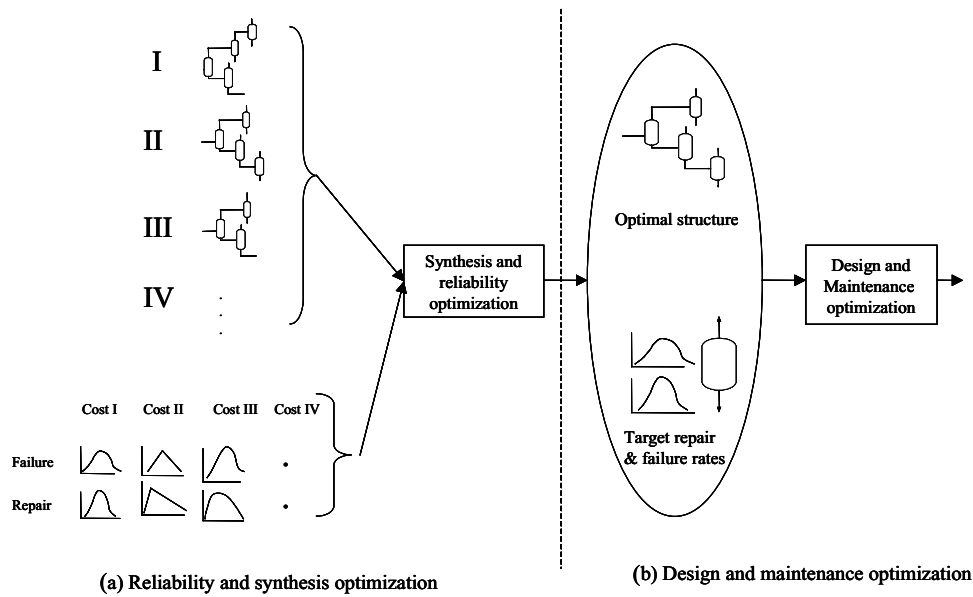 I
II
III
IV
Cost I Cost II Cost III Cost IV
Failure
Repair
Synthesis and
reliability
optimization
(a) Reliability and synthesis optimization
Optimal structure
Target repair
& failure rates
Design and
Maintenance
optimization
(b) Design and maintenance optimization